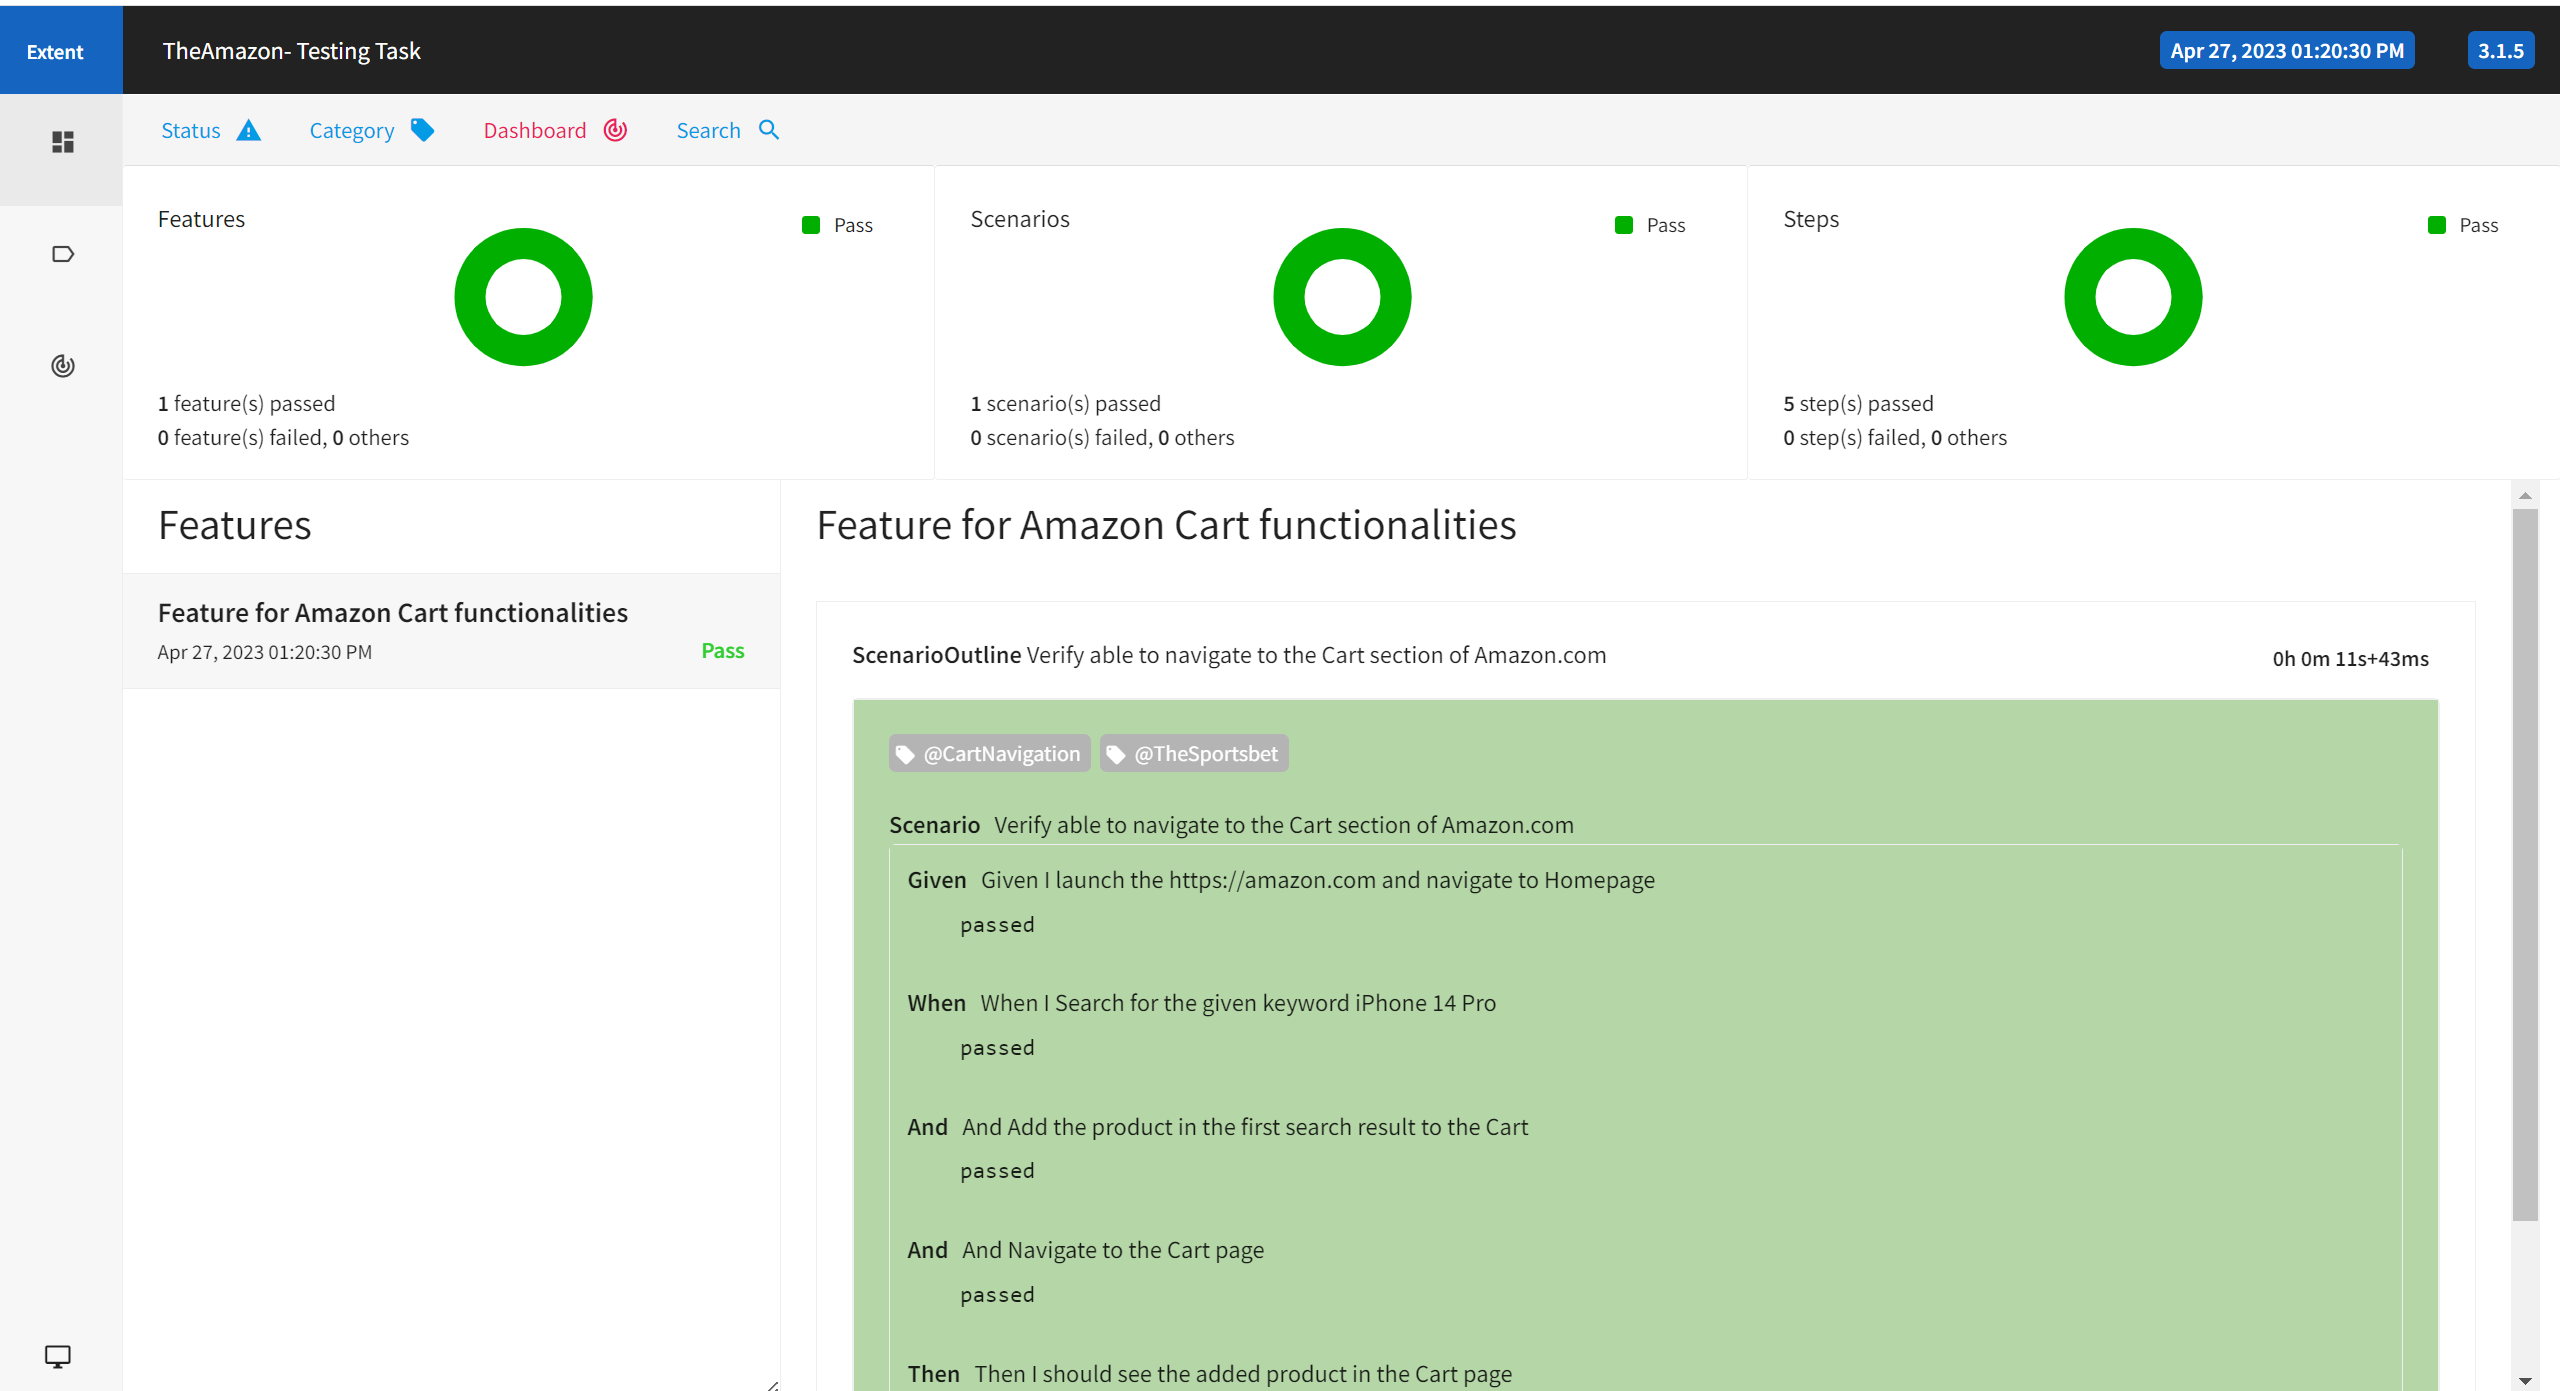 Extent
TheAmazon- Testing Task
Apr 27, 2023 01:20:30 PM
3.1.5
Status
Category
Dashboard
Search
Features
Pass
1 feature(s) passed
0 feature(s) failed, 0 others
Scenarios
Pass
1 scenario(s) passed
0 scenario(s) failed, 0 others
Steps
Pass
5 step(s) passed
0 step(s) failed, 0 others
Features
Feature for Amazon Cart functionalities
Apr 27, 2023 01:20:30 PM
Pass
Feature for Amazon Cart functionalities
ScenarioOutline Verify able to navigate to the Cart section of Amazon.com
0h 0m 11s+43ms
@CartNavigation
@TheSportsbet
Scenario Verify able to navigate to the Cart section of Amazon.com
Given Given I launch the https://amazon.com and navigate to Homepage
passed
When When I Search for the given keyword iPhone 14 Pro
passed
And And Add the product in the first search result to the Cart
passed
And And Navigate to the Cart page
passed
Then Then I should see the added product in the Cart page